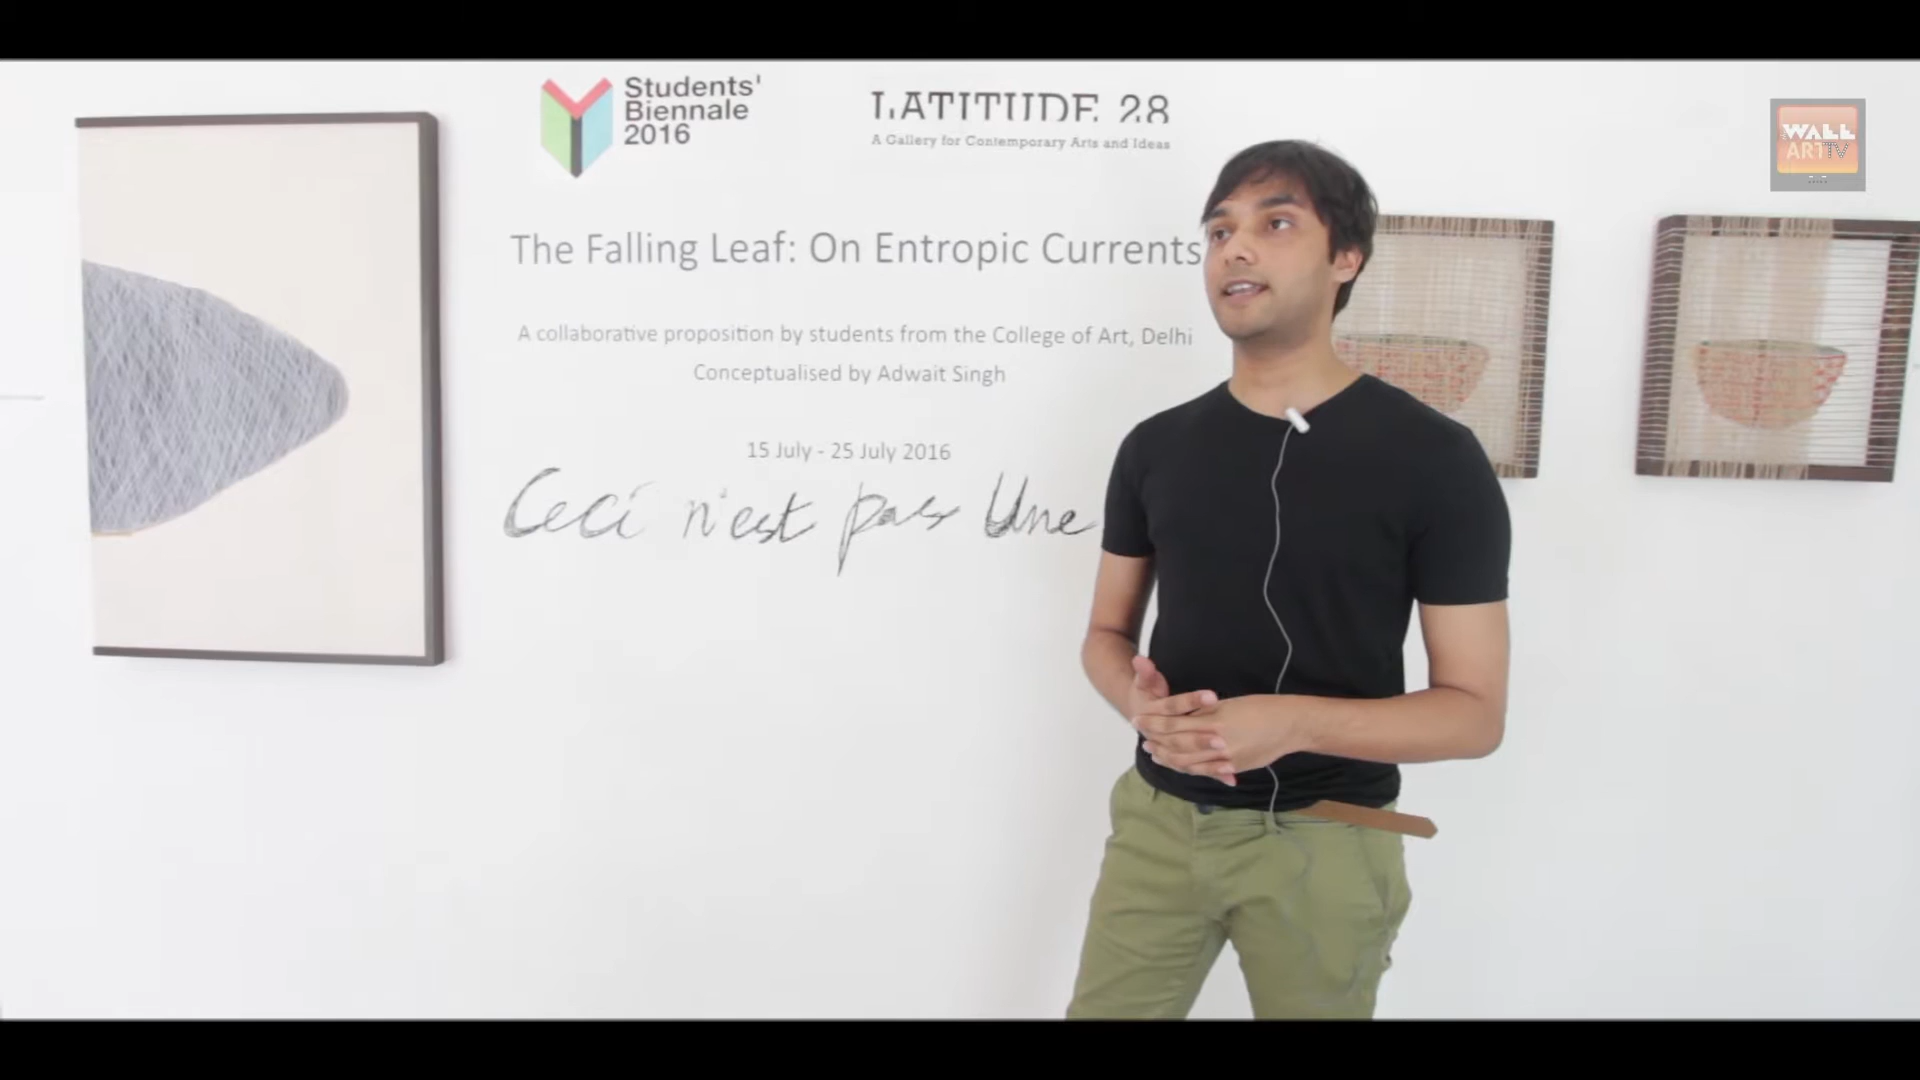 Students'
Biennale
2016
LATITUDE 28
A Gallery for Contemporary Arts and Ideas
WALL
ARTTV
The Falling Leaf: On Entropic Currents
A collaborative proposition by students from the College of Art, Delhi
Conceptualised by Adwait Singh
15 July - 25 July 2016
Ceci n'est pas Une